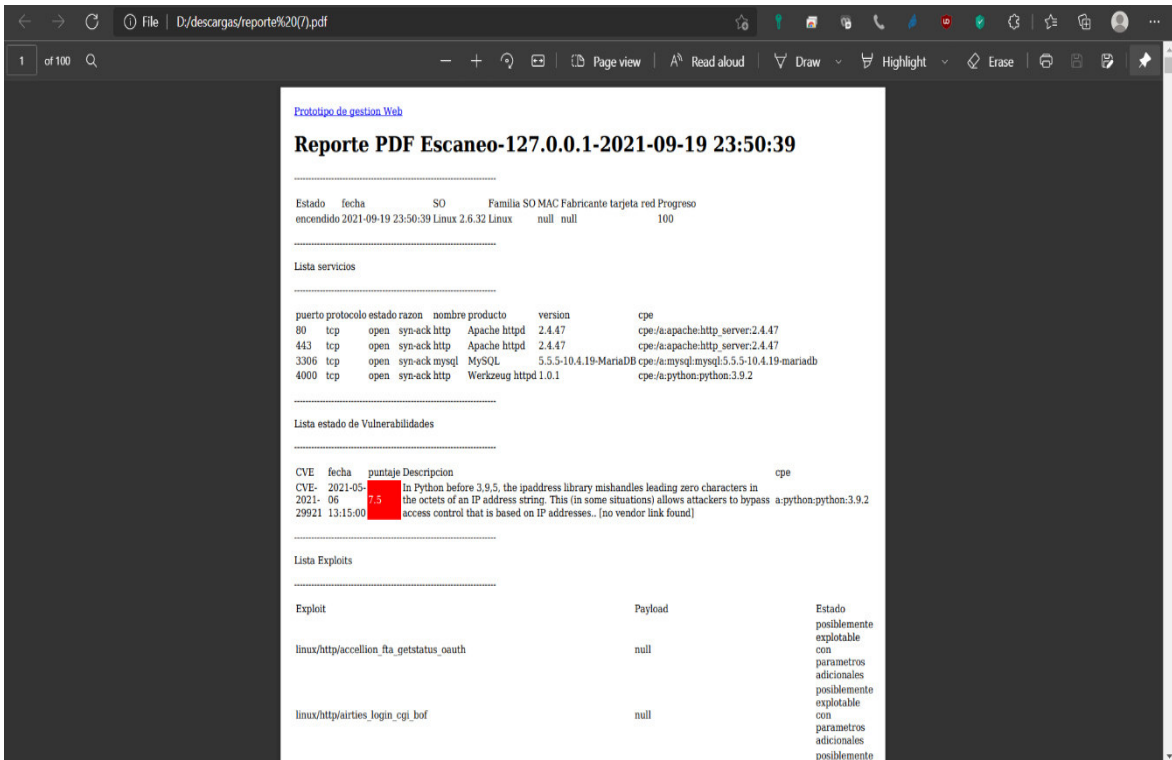 File | D:/descargas/reporte%20(7).pdf
1 of 100 Page view Read aloud Draw Highlight Erase
Prototipo de gestion Web
Reporte PDF Escaneo-127.0.0.1-2021-09-19 23:50:39
Estado fecha SO Familia SO MAC Fabricante tarjeta red Progreso
encendido 2021-09-19 23:50:39 Linux 2.6.32 Linux null null 100
Lista servicios
puerto protocolo estado razon nombre producto version cpe
80 tcp open syn-ack http Apache httpd 2.4.47 cpe:/a:apache:http_server:2.4.47
443 tcp open syn-ack http Apache httpd 2.4.47 cpe:/a:apache:http_server:2.4.47
3306 tcp open syn-ack mysql MySQL 5.5.5-10.4.19-MariaDB cpe:/a:mysql:mysql:5.5.5-10.4.19-mariadb
4000 tcp open syn-ack http Werkzeug httpd 1.0.1 cpe:/a:python:python:3.9.2
Lista estado de Vulnerabilidades
CVE fecha puntaje Descripcion cpe
CVE- 2021-05- In Python before 3,9,5, the ipaddress library mishandles leading zero characters in
2021- 06 7.5 the octets of an IP address string. This (in some situations) allows attackers to bypass a:python:python:3.9.2
29921 13:15:00 access control that is based on IP addresses.. [no vendor link found]
Lista Exploits
Exploit Payload Estado
posiblemente
explotable
linux/http/accellion_fta_getstatus_oauth null con
parametros
adicionales
posiblemente
explotable
linux/http/airties_login_cgi_bof null con
parametros
adicionales
posiblemente